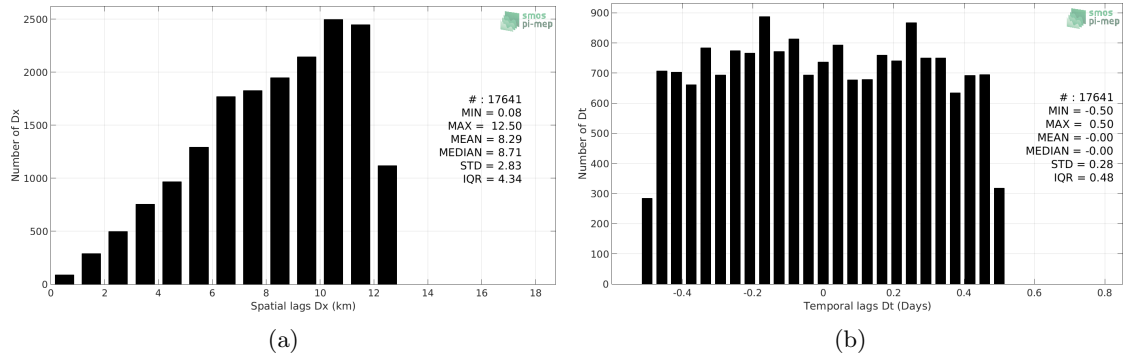 2500
2000
1500
1000
500
0
Number of Dx
smos
pi-mep
# : 17641
MIN = 0.08
MAX = 12.50
MEAN = 8.29
MEDIAN = 8.71
STD = 2.83
IQR = 4.34
0 2 4 6 8 10 12 14 16 18
Spatial lags Dx (km)
(a)
900
800
700
600
500
400
300
200
100
0
Number of Dt
smos
pi-mep
# : 17641
MIN = -0.50
MAX = 0.50
MEAN = -0.00
MEDIAN = -0.00
STD = 0.28
IQR = 0.48
-0.4 -0.2 0 0.2 0.4 0.6 0.8
Temporal lags Dt (Days)
(b)